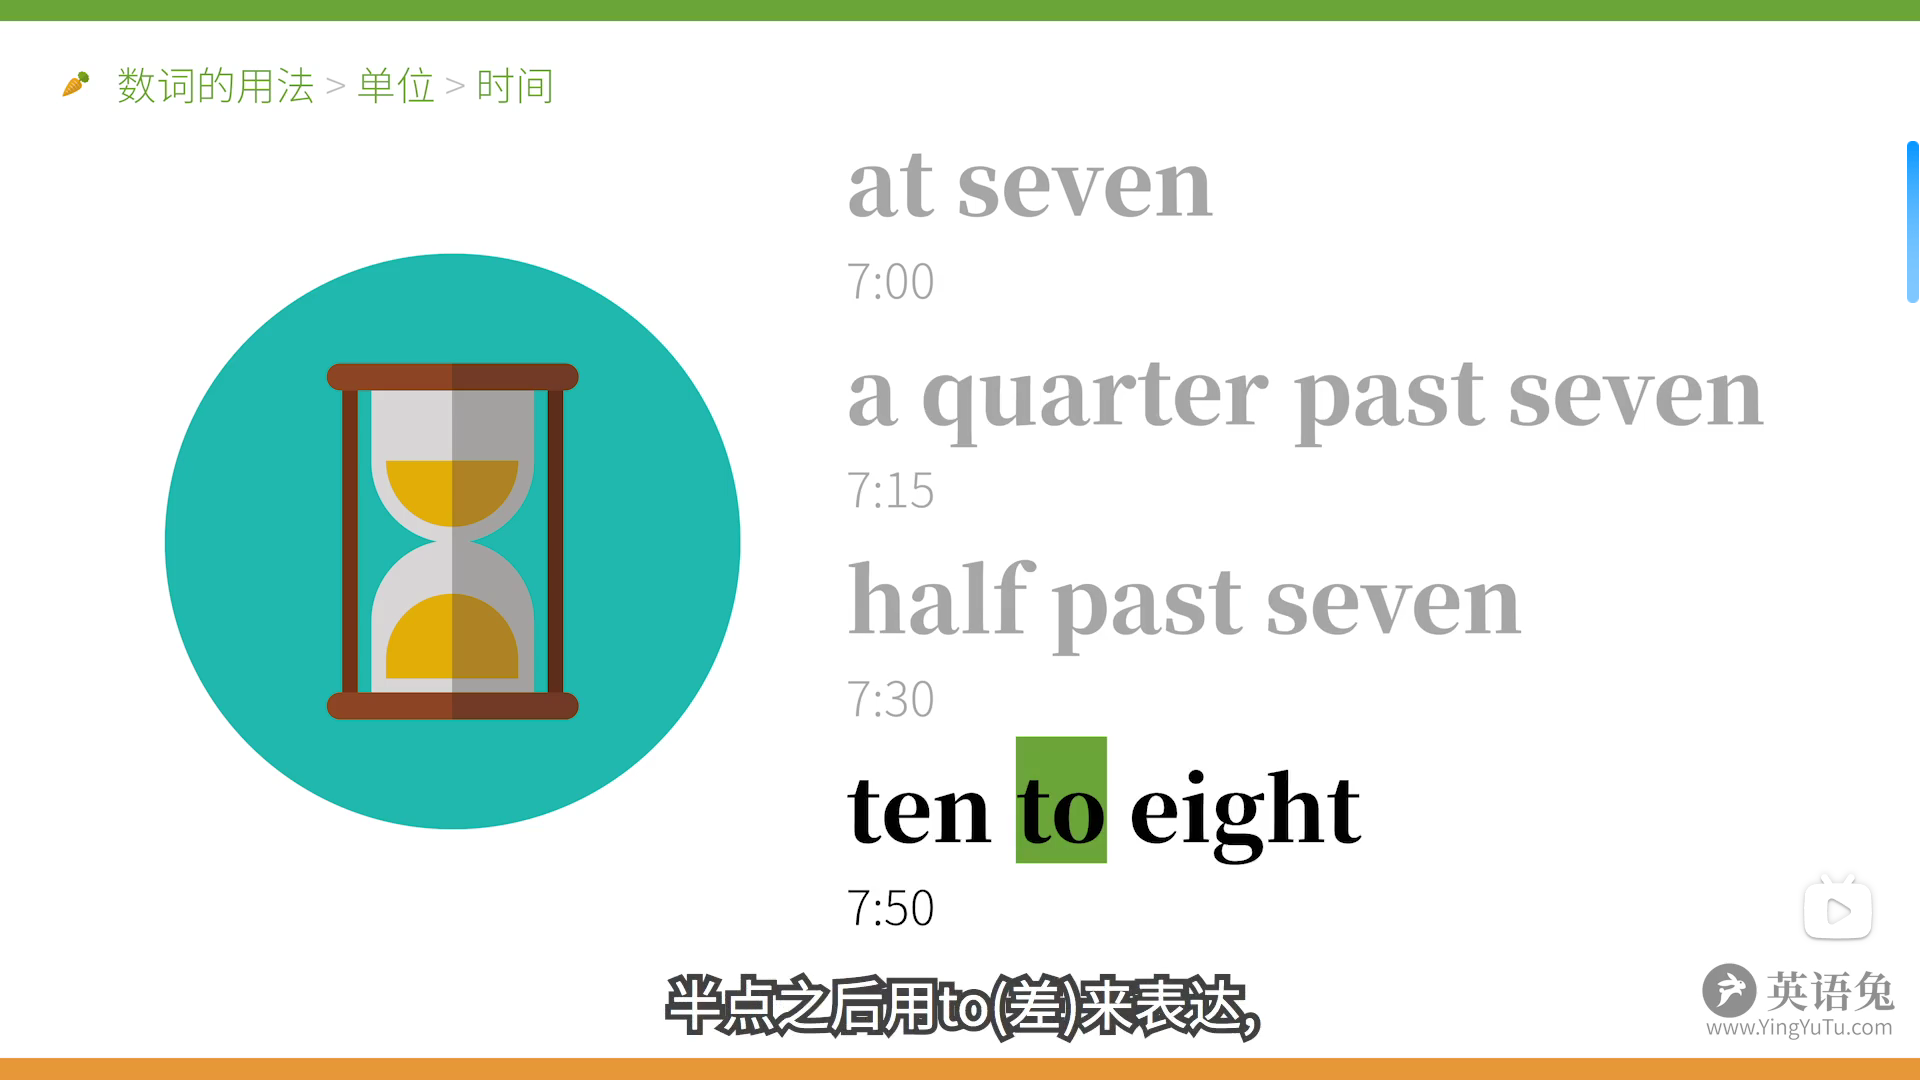 数词的用法 > 单位 > 时间
at seven
7:00
a quarter past seven
7:15
half past seven
7:30
ten to eight
7:50
半点之后用to(差)来表达,
英语兔
www.YingYuTu.com